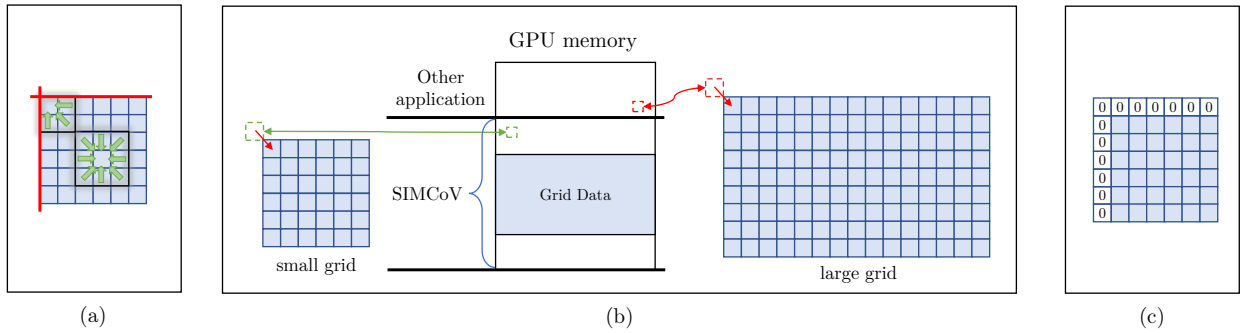 GPU memory
Other
application
SIMCoV
Grid Data
small grid
large grid
0 0 0 0 0 0 0
0
0
0
0
0
0
(a)
(b)
(c)